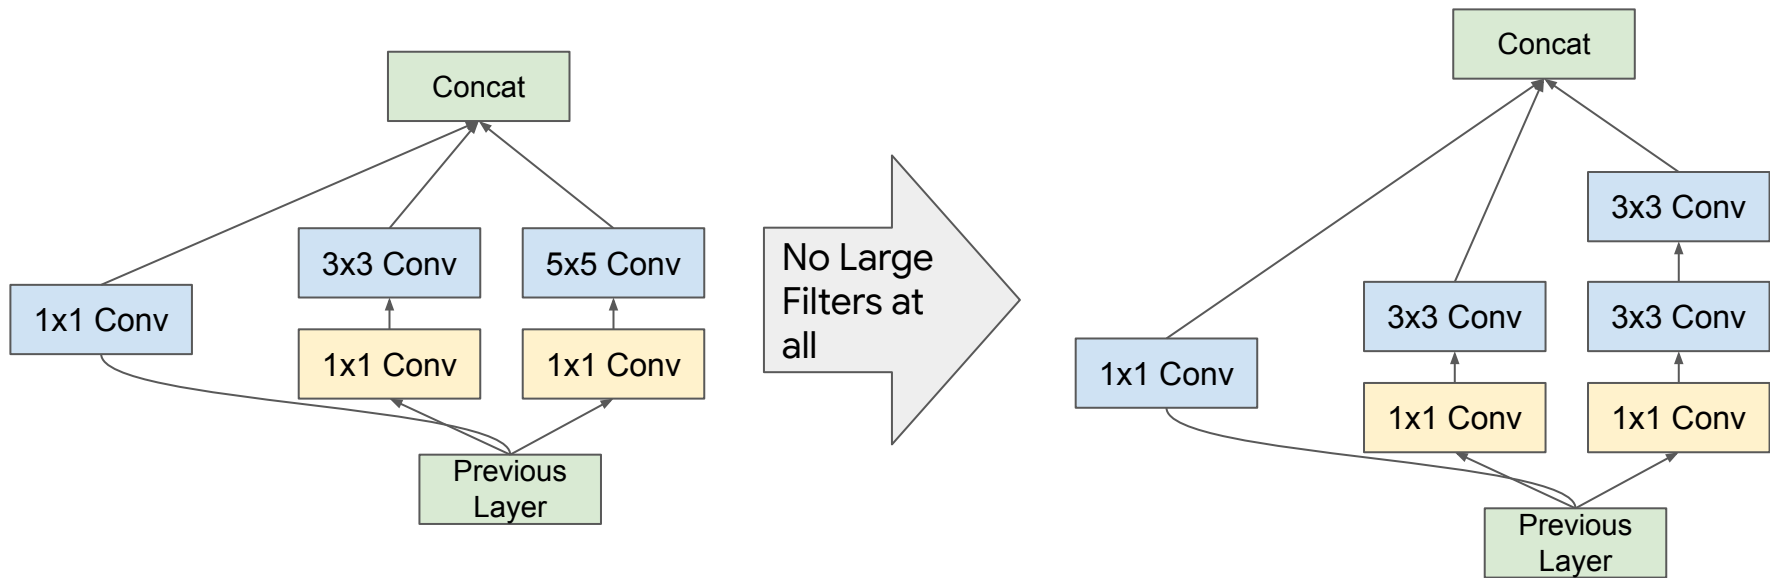 Concat
3x3 Conv
5x5 Conv
1x1 Conv
1x1 Conv
1x1 Conv
Previous
Layer
No Large
Filters at
all
Concat
3x3 Conv
3x3 Conv
3x3 Conv
1x1 Conv
1x1 Conv
1x1 Conv
Previous
Layer